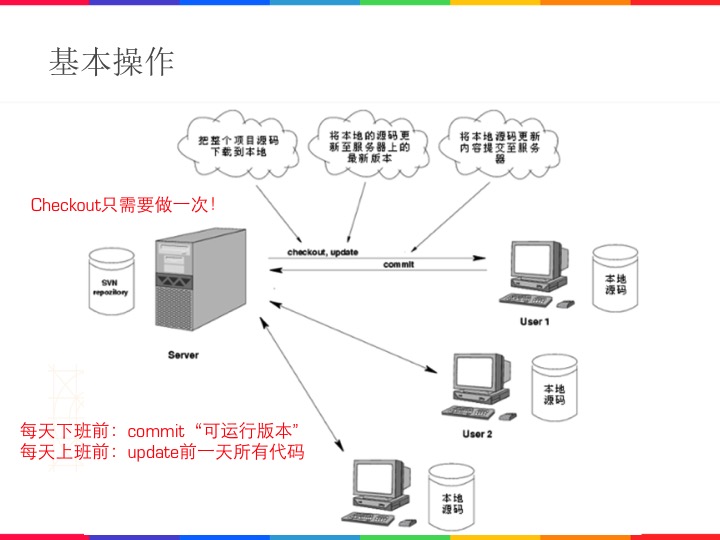 基本操作
把整个项目源码
下载到本地
将本地的源码更
新至服务器上的
最新版本
将本地源码更新
内容提交至服务
器
Checkout只需要做一次！
checkout, update
commit
SVN
repository
本地
源码
User 1
Server
本地
源码
User 2
每天下班前：commit“可运行版本”
每天上班前：update前一天所有代码
本地
源码